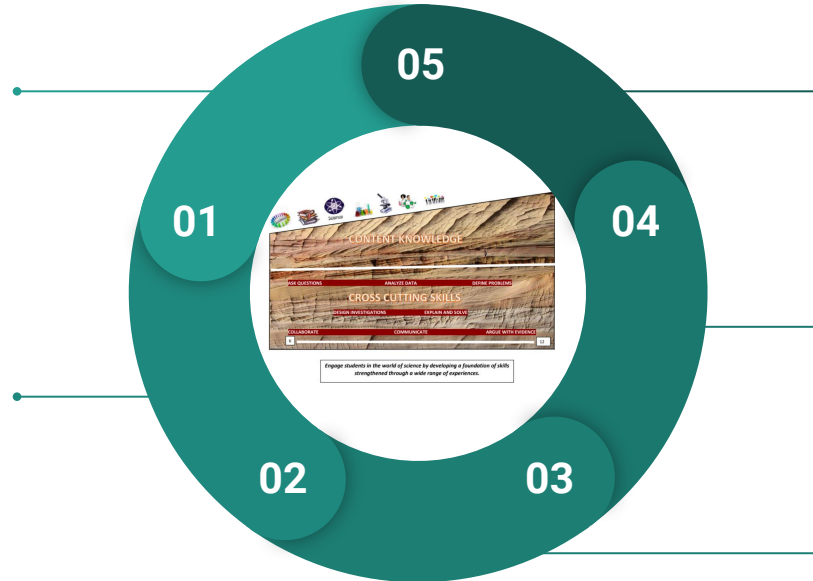 05
01
04
Science
CONTENT KNOWLEDGE
ASK QUESTIONS ANALYZE DATA DEFINE PROBLEMS
CROSS CUTTING SKILLS
DESIGN INVESTIGATIONS EXPLAIN AND SOLVE
COLLABORATE COMMUNICATE ARGUE WITH EVIDENCE
12
Engage students in the world of science by developing a foundation of skills
strengthened through a wide range of experiences.
02
03